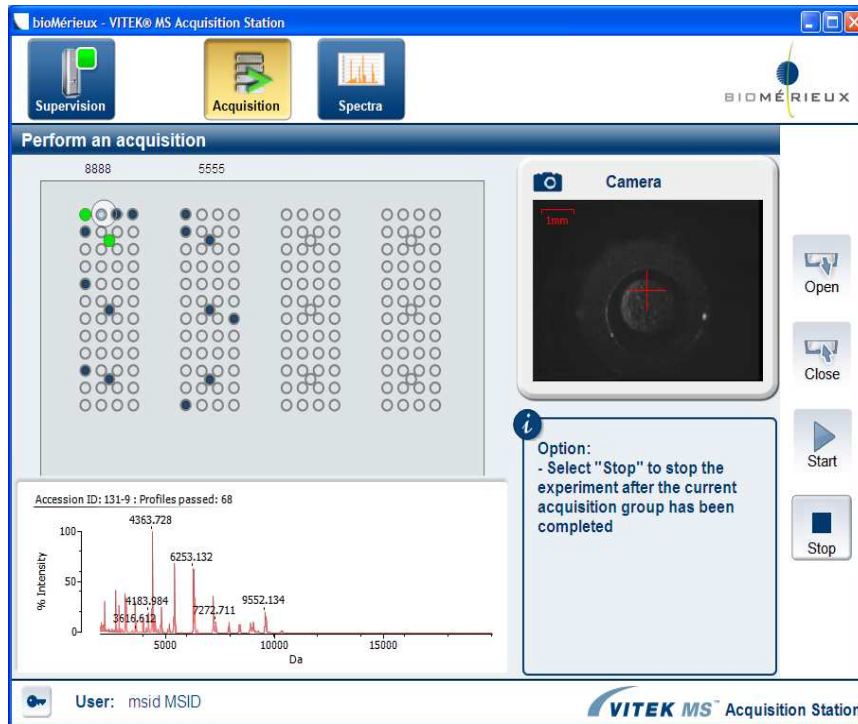 bioMérieux - VITEK® MS Acquisition Station
Supervision
Acquisition
Spectra
BIOMÉRIEUX
Perform an acquisition
8888 5555
Camera
1mm
Open
Close
Start
Stop
i
Option:
- Select "Stop" to stop the
experiment after the current
acquisition group has been
completed
Accession ID: 131-9 : Profiles passed: 68
% Intensity
100
50
0
4363.728
6253.132
4183.984
3616.612
7272.711
9552.134
5000 10000 15000
Da
User: msid MSID
VITEK MS™ Acquisition Station